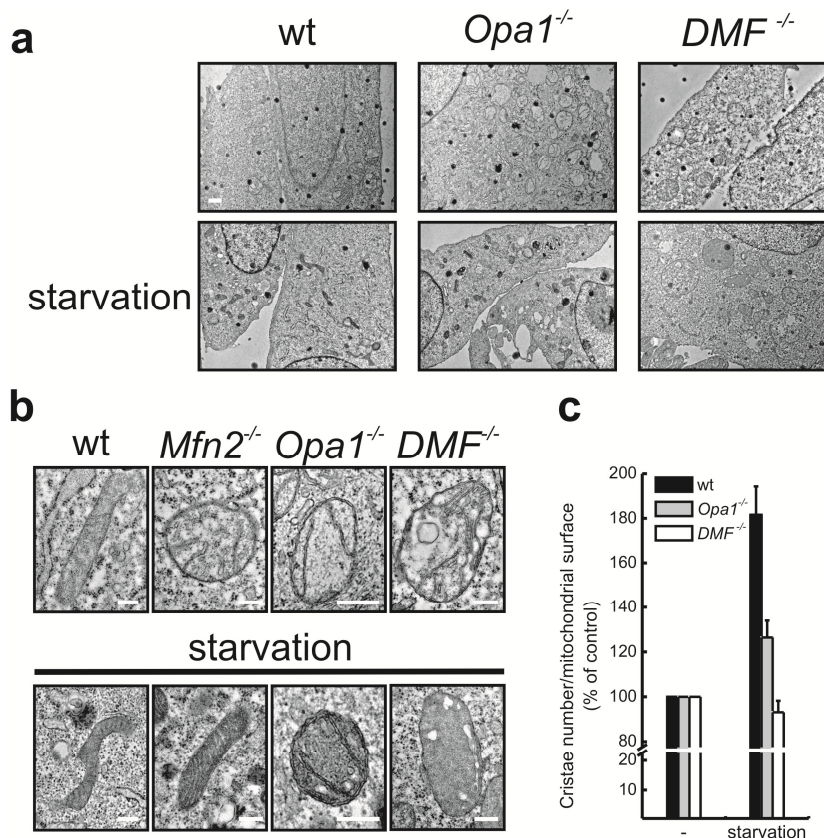 a
wt Opa1-/- DMF -/-
starvation
b
wt Mfn2-/- Opa1-/- DMF-/-
starvation
c
Cristae number/mitochondrial surface
(% of control)
200
180
160
140
120
100
80
20
10
wt
Opa1-/-
DMF-/-
- starvation